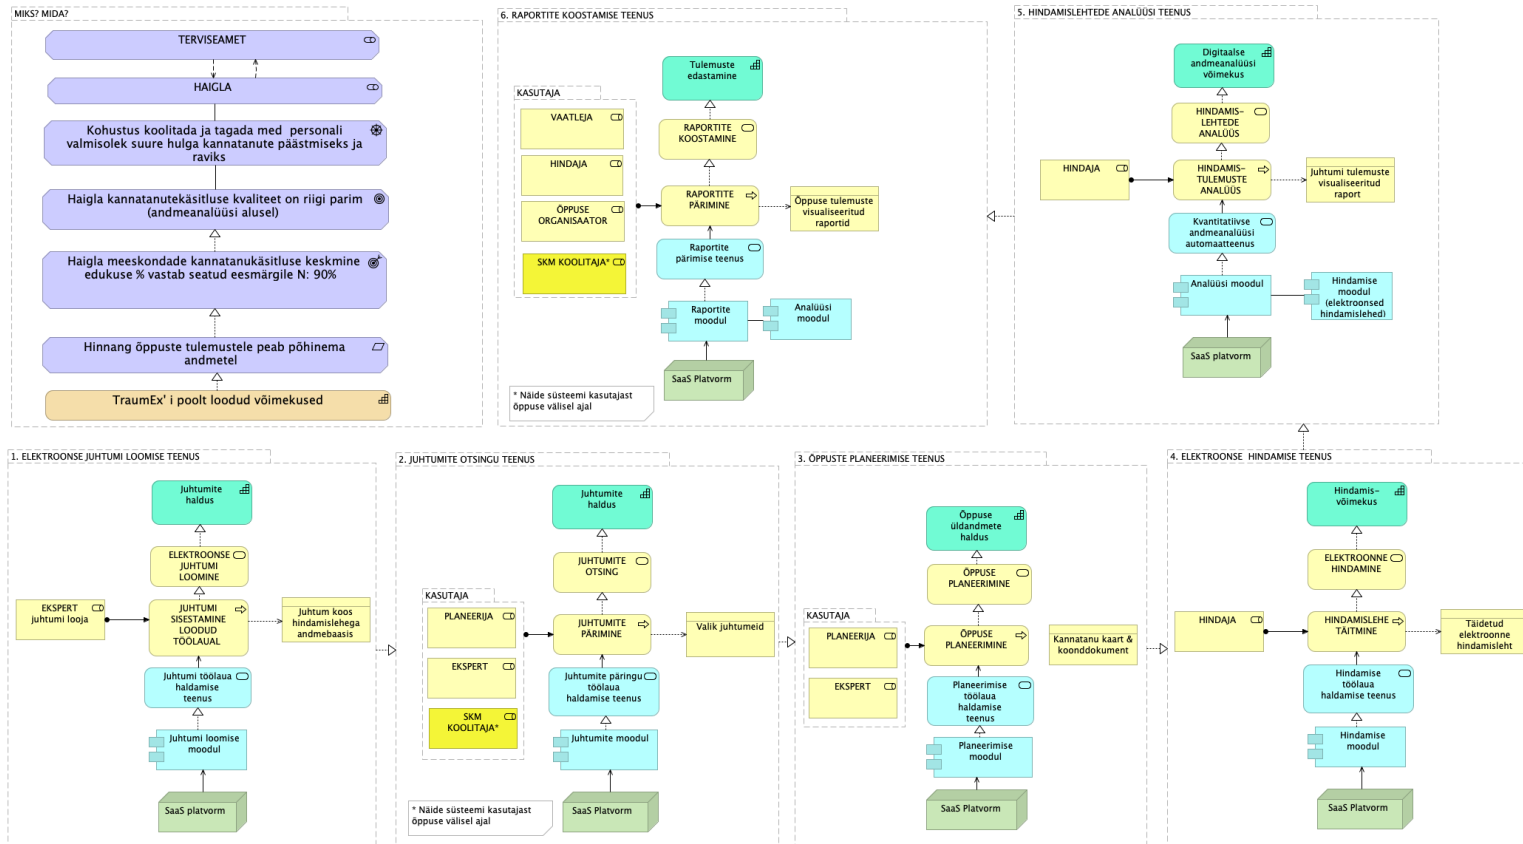 MIKS? MIDA?
TERVISEAMET
HAIGLA
Kohustus koolitada ja tagada med personali
valmisolek suure hulga kannatanute päästmiseks ja
raviks
Haigla kannatanutekäsitluse kvaliteet on riigi parim
(andmeanalüüsi alusel)
Haigla meeskondade kannatanukäsitluse keskmine
edukuse % vastab seatud eesmärgile N: 90%
Hinnang õppuste tulemustele peab põhinema
andmetel
TraumEx' i poolt loodud võimekused
6. RAPORTITE KOOSTAMISE TEENUS
Tulemuste
edastamine
KASUTAJA
VAATLEJA
HINDAJA
ÕPPUSE
ORGANISAATOR
SKM KOOLITAJA*
RAPORTITE
KOOSTAMINE
RAPORTITE
PÄRIMINE
Õppuse tulemuste
visualiseeritud
raportid
Raportite
pärimise teenus
Raportite
moodul
Analüüsi
moodul
SaaS Platvorm
* Näide süsteemi kasutajast
õppuse välisel ajal
5. HINDAMISLEHTEDE ANALÜÜSI TEENUS
Digitaalse
andmeanalüüsi
võimekus
HINDAMIS-
LEHTEDE
ANALÜÜS
HINDAJA
HINDAMIS-
TULEMUSTE
ANALÜÜS
Juhtumi tulemuste
visualiseeritud
raport
Kvantitatiivse
andmeanalüüsi
automaatteenus
Analüüsi moodul
Hindamise
moodul
(elektroonsed
hindamislehed)
SaaS platvorm
1. ELEKTROONSE JUHTUMI LOOMISE TEENUS
Juhtumite
haldus
ELEKTROONSE
JUHTUMI
LOOMINE
EKSPERT
juhtumi looja
JUHTUMI
SISESTAMINE
LOODUD
TÖÖLAUAL
Juhtum koos
hindamislehega
andmebaasis
Juhtumi töölaua
haldamise
teenus
Juhtumi loomise
moodul
SaaS platvorm
2. JUHTUMITE OTSINGU TEENUS
Juhtumite
haldus
JUHTUMITE
OTSING
KASUTAJA
PLANEERIJA
EKSPERT
SKM
KOOLITAJA*
JUHTUMITE
PÄRIMINE
Valik juhtumeid
Juhtumite päringu
töölaua
haldamise teenus
Juhtumite moodul
SaaS Platvorm
* Näide süsteemi kasutajast
õppuse välisel ajal
3. ÕPPUSTE PLANEERIMISE TEENUS
Õppuse
üldandmete
haldus
ÕPPUSE
PLANEERIMINE
KASUTAJA
PLANEERIJA
EKSPERT
ÕPPUSE
PLANEERIMINE
Kannatanu kaart &
koonddokument
Planeerimise
töölaua
haldamise
teenus
Planeerimise
moodul
SaaS Platvorm
4. ELEKTROONSE HINDAMISE TEENUS
Hindamis-
võimekus
ELEKTROONNE
HINDAMINE
HINDAJA
HINDAMISLEHE
TÄITMINE
Täidetud
elektroonne
hindamisleht
Hindamise
töölaua
haldamise teenus
Hindamise
moodul
SaaS Platvorm